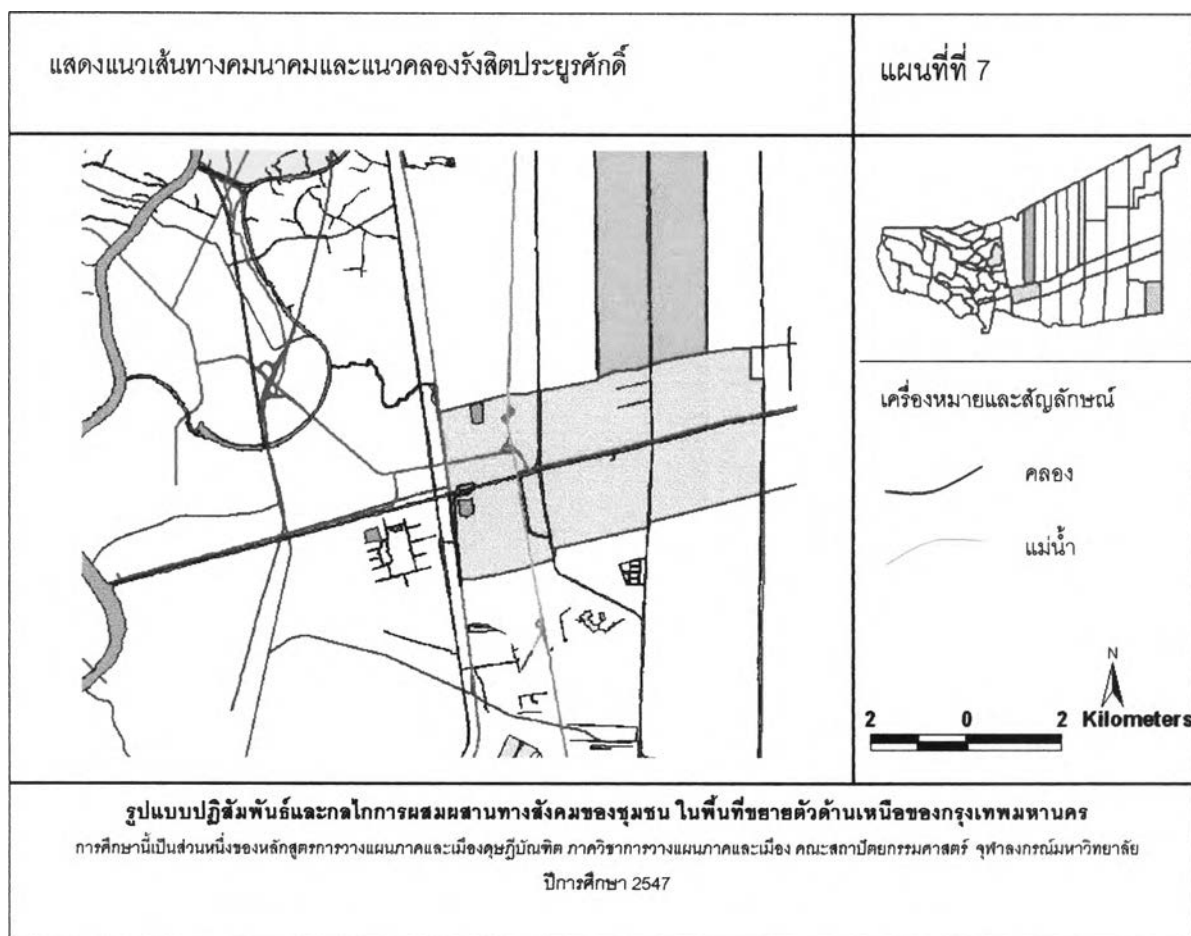 แสดงแนวเส้นทางคมนาคมและแนวคลองรังสิตประยูรศักดิ์
แผนที่ที่ 7
เครื่องหมายและสัญลักษณ์
คลอง
แม่น้ำ
N
2 0 2 Kilometers
รูปแบบปฏิสัมพันธ์และกลไกการผสมผสานทางสังคมของชุมชน ในพื้นที่ขยายตัวด้านเหนือของกรุงเทพมหานคร
การศึกษานี้เป็นส่วนหนึ่งของหลักสูตรการวางแผนภาคและเมืองดุษฎีบัณฑิต ภาควิชาการวางแผนภาคและเมือง คณะสถาปัตยกรรมศาสตร์ จุฬาลงกรณ์มหาวิทยาลัย
ปีการศึกษา 2547